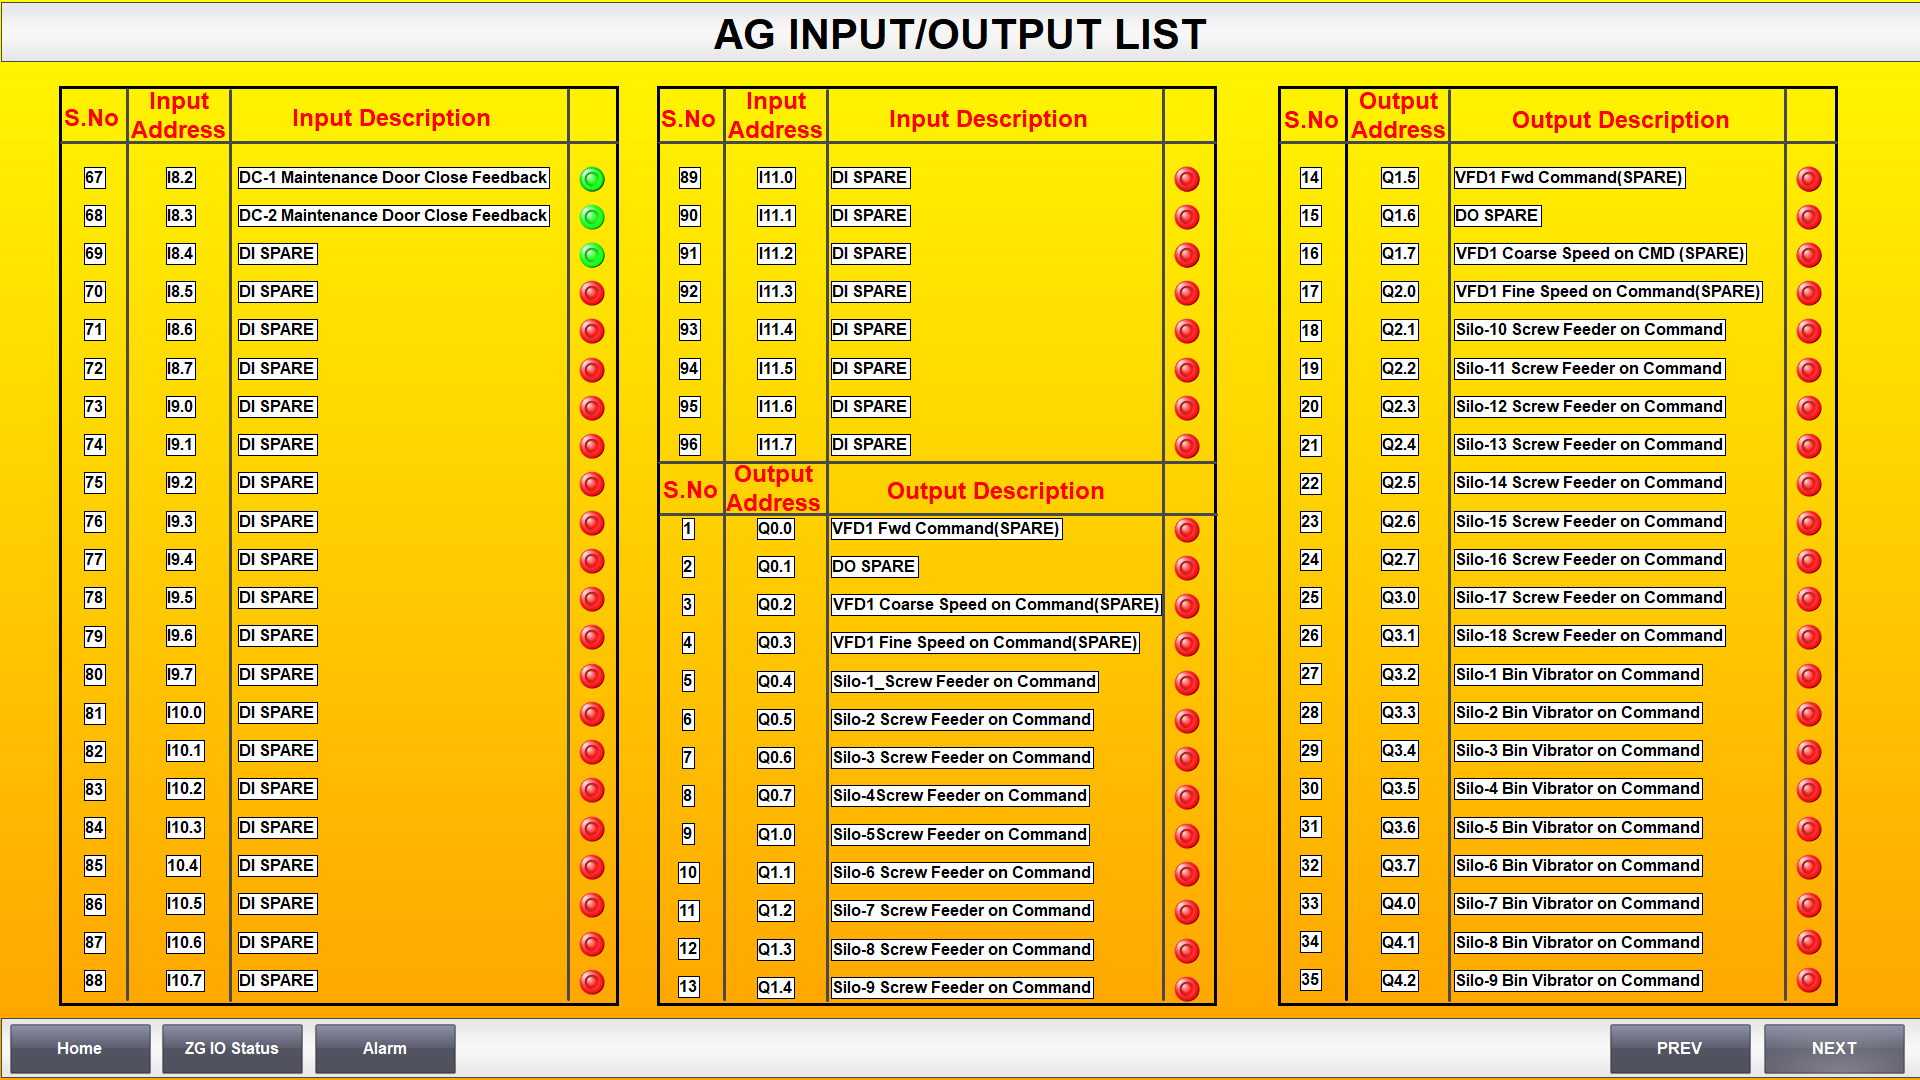 AG INPUT/OUTPUT LIST
S.No Input Address Input Description
67 I8.2 DC-1 Maintenance Door Close Feedback
68 I8.3 DC-2 Maintenance Door Close Feedback
69 I8.4 DI SPARE
70 I8.5 DI SPARE
71 I8.6 DI SPARE
72 I8.7 DI SPARE
73 I9.0 DI SPARE
74 I9.1 DI SPARE
75 I9.2 DI SPARE
76 I9.3 DI SPARE
77 I9.4 DI SPARE
78 I9.5 DI SPARE
79 I9.6 DI SPARE
80 I9.7 DI SPARE
81 I10.0 DI SPARE
82 I10.1 DI SPARE
83 I10.2 DI SPARE
84 I10.3 DI SPARE
85 10.4 DI SPARE
86 I10.5 DI SPARE
87 I10.6 DI SPARE
88 I10.7 DI SPARE
S.No Input Address Input Description
89 I11.0 DI SPARE
90 I11.1 DI SPARE
91 I11.2 DI SPARE
92 I11.3 DI SPARE
93 I11.4 DI SPARE
94 I11.5 DI SPARE
95 I11.6 DI SPARE
96 I11.7 DI SPARE
S.No Output Address Output Description
1 Q0.0 VFD1 Fwd Command(SPARE)
2 Q0.1 DO SPARE
3 Q0.2 VFD1 Coarse Speed on Command(SPARE)
4 Q0.3 VFD1 Fine Speed on Command(SPARE)
5 Q0.4 Silo-1_Screw Feeder on Command
6 Q0.5 Silo-2 Screw Feeder on Command
7 Q0.6 Silo-3 Screw Feeder on Command
8 Q0.7 Silo-4Screw Feeder on Command
9 Q1.0 Silo-5Screw Feeder on Command
10 Q1.1 Silo-6 Screw Feeder on Command
11 Q1.2 Silo-7 Screw Feeder on Command
12 Q1.3 Silo-8 Screw Feeder on Command
13 Q1.4 Silo-9 Screw Feeder on Command
S.No Output Address Output Description
14 Q1.5 VFD1 Fwd Command(SPARE)
15 Q1.6 DO SPARE
16 Q1.7 VFD1 Coarse Speed on CMD (SPARE)
17 Q2.0 VFD1 Fine Speed on Command(SPARE)
18 Q2.1 Silo-10 Screw Feeder on Command
19 Q2.2 Silo-11 Screw Feeder on Command
20 Q2.3 Silo-12 Screw Feeder on Command
21 Q2.4 Silo-13 Screw Feeder on Command
22 Q2.5 Silo-14 Screw Feeder on Command
23 Q2.6 Silo-15 Screw Feeder on Command
24 Q2.7 Silo-16 Screw Feeder on Command
25 Q3.0 Silo-17 Screw Feeder on Command
26 Q3.1 Silo-18 Screw Feeder on Command
27 Q3.2 Silo-1 Bin Vibrator on Command
28 Q3.3 Silo-2 Bin Vibrator on Command
29 Q3.4 Silo-3 Bin Vibrator on Command
30 Q3.5 Silo-4 Bin Vibrator on Command
31 Q3.6 Silo-5 Bin Vibrator on Command
32 Q3.7 Silo-6 Bin Vibrator on Command
33 Q4.0 Silo-7 Bin Vibrator on Command
34 Q4.1 Silo-8 Bin Vibrator on Command
35 Q4.2 Silo-9 Bin Vibrator on Command
Home ZG IO Status Alarm PREV NEXT